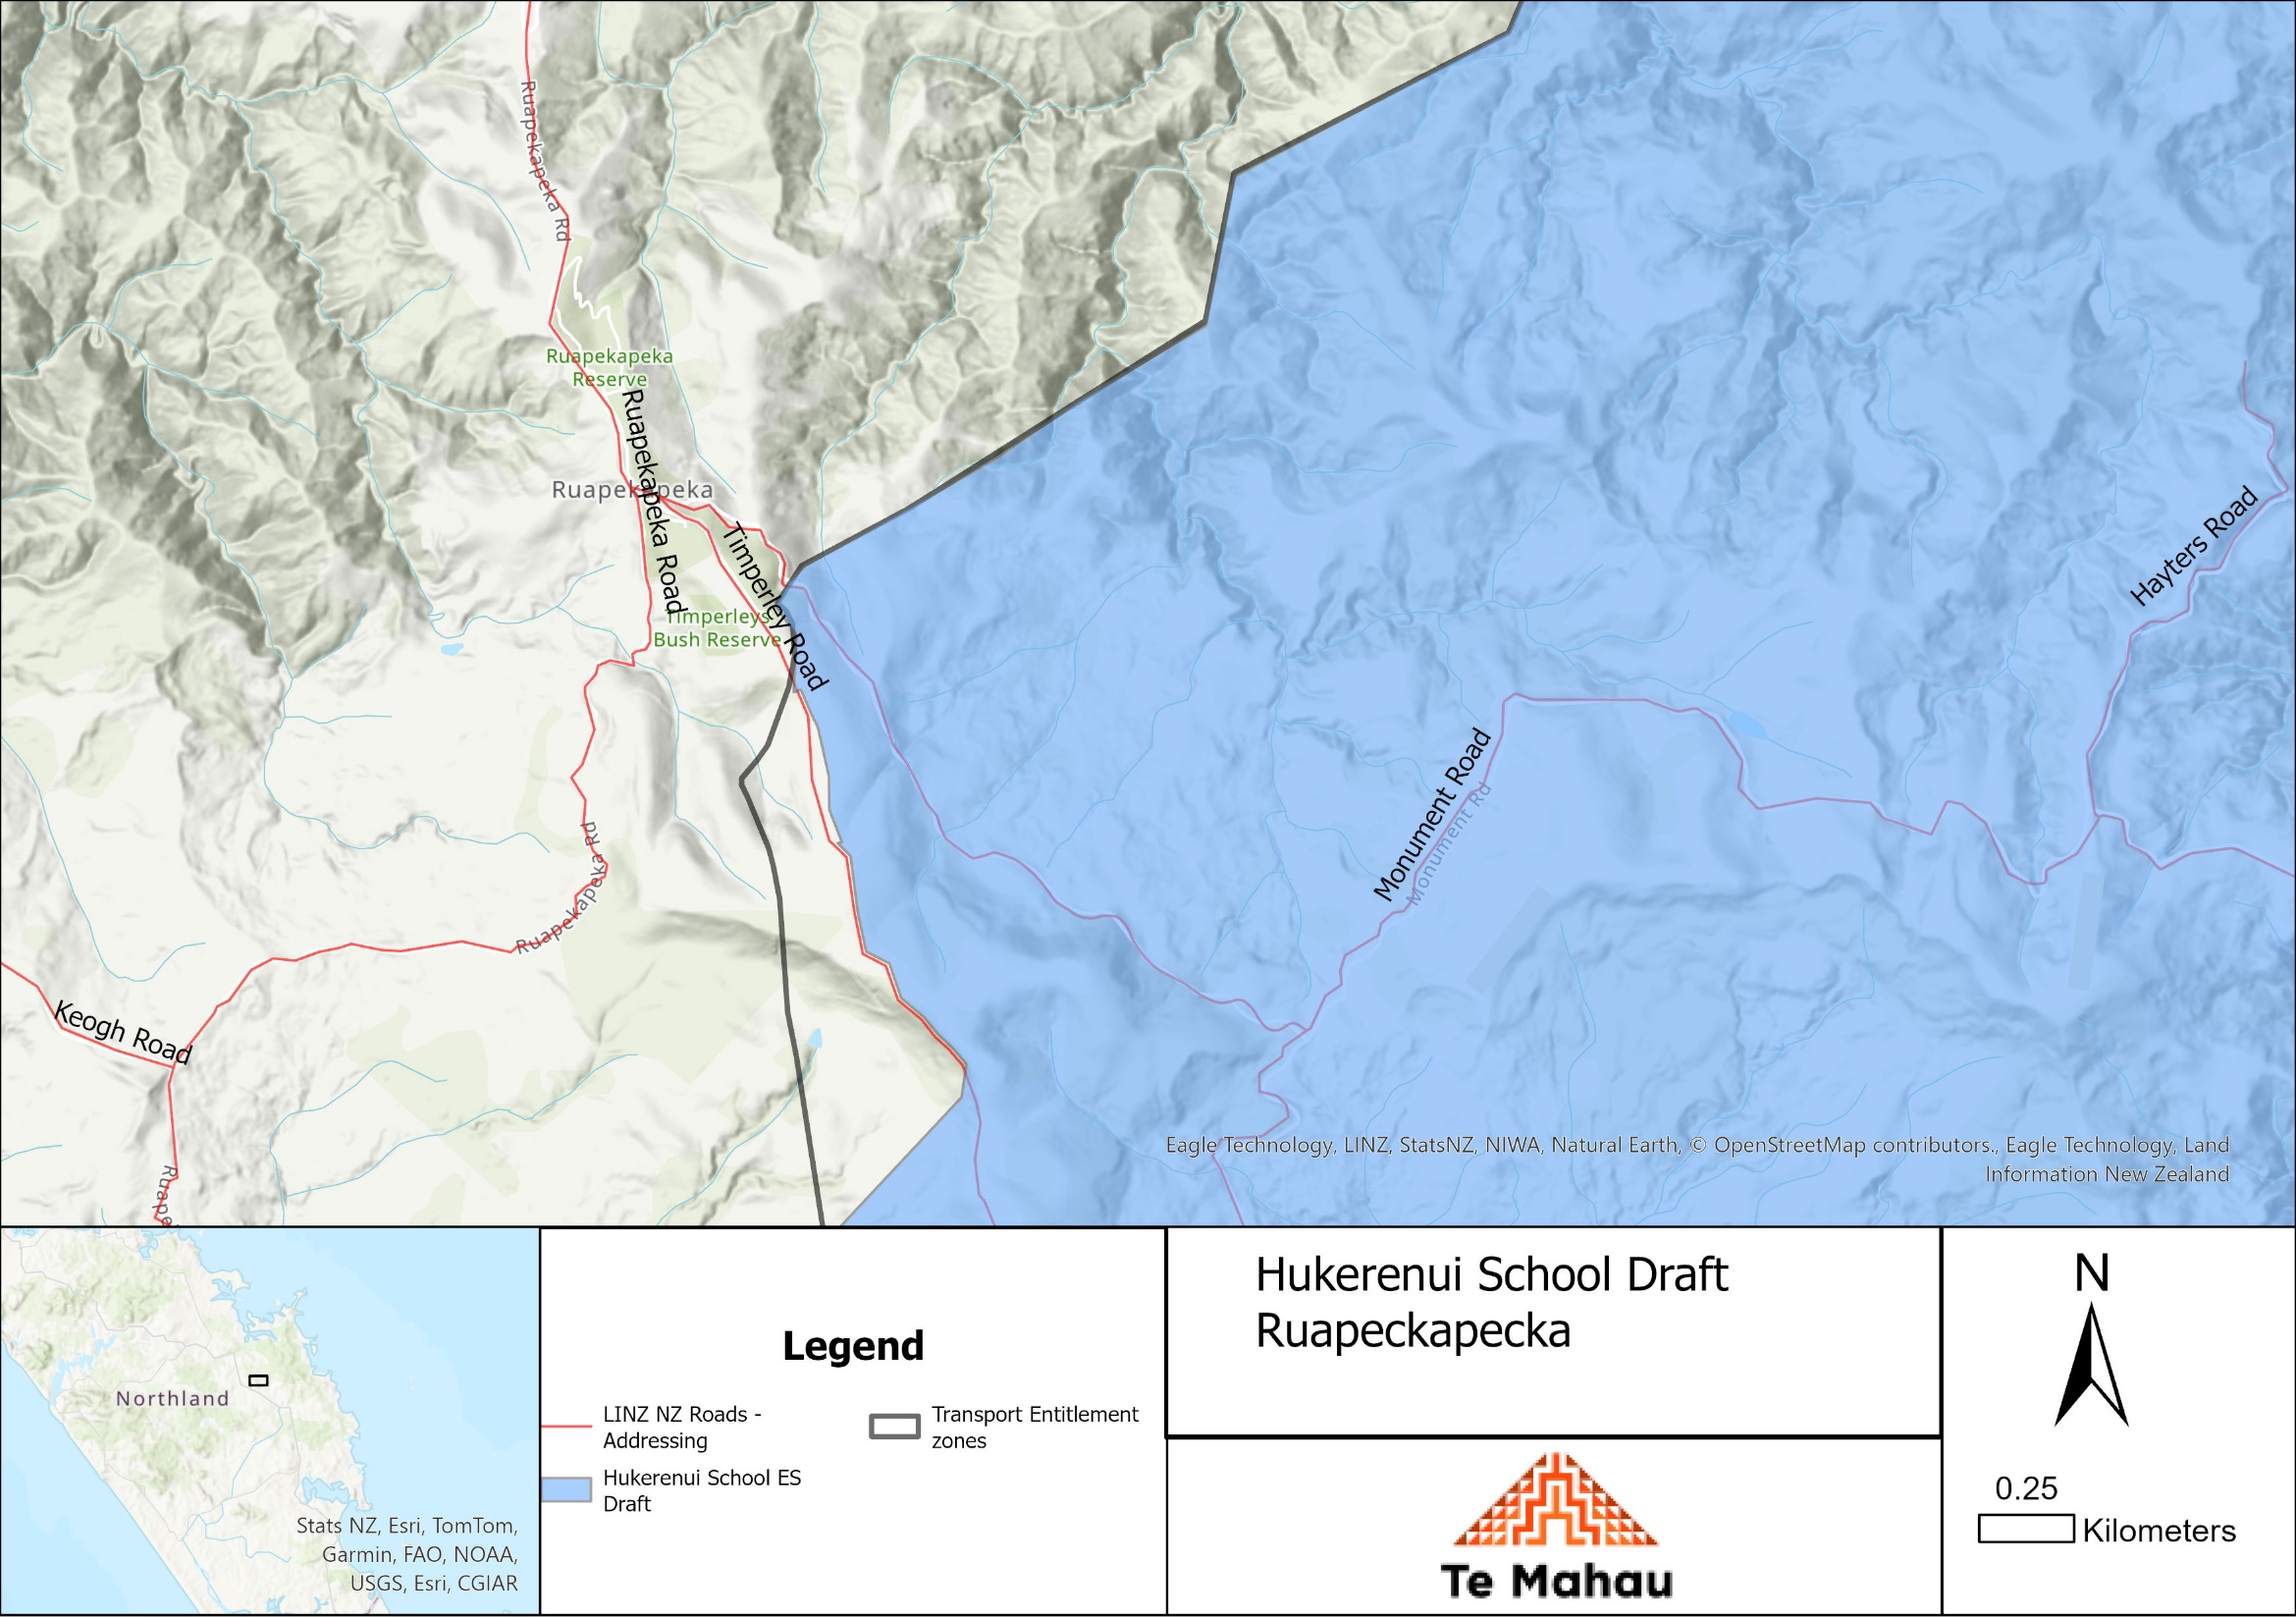 Ruapekapeka Rd
Ruapekapeka
Reserve
Ruapekapeka Road
Ruapekapeka
Timperley Road
Timperleys
Bush Reserve
Hayters Road
Monument Road
Monument Rd
Ruapekapeka Rd
Keogh Road
Ruape
Eagle Technology, LINZ, StatsNZ, NIWA, Natural Earth, © OpenStreetMap contributors., Eagle Technology, Land
Information New Zealand
Northland
Stats NZ, Esri, TomTom,
Garmin, FAO, NOAA,
USGS, Esri, CGIAR
Legend
LINZ NZ Roads -
Addressing
Hukerenui School ES
Draft
Transport Entitlement
zones
Hukerenui School Draft
Ruapeckapecka
Te Mahau
N
0.25
Kilometers